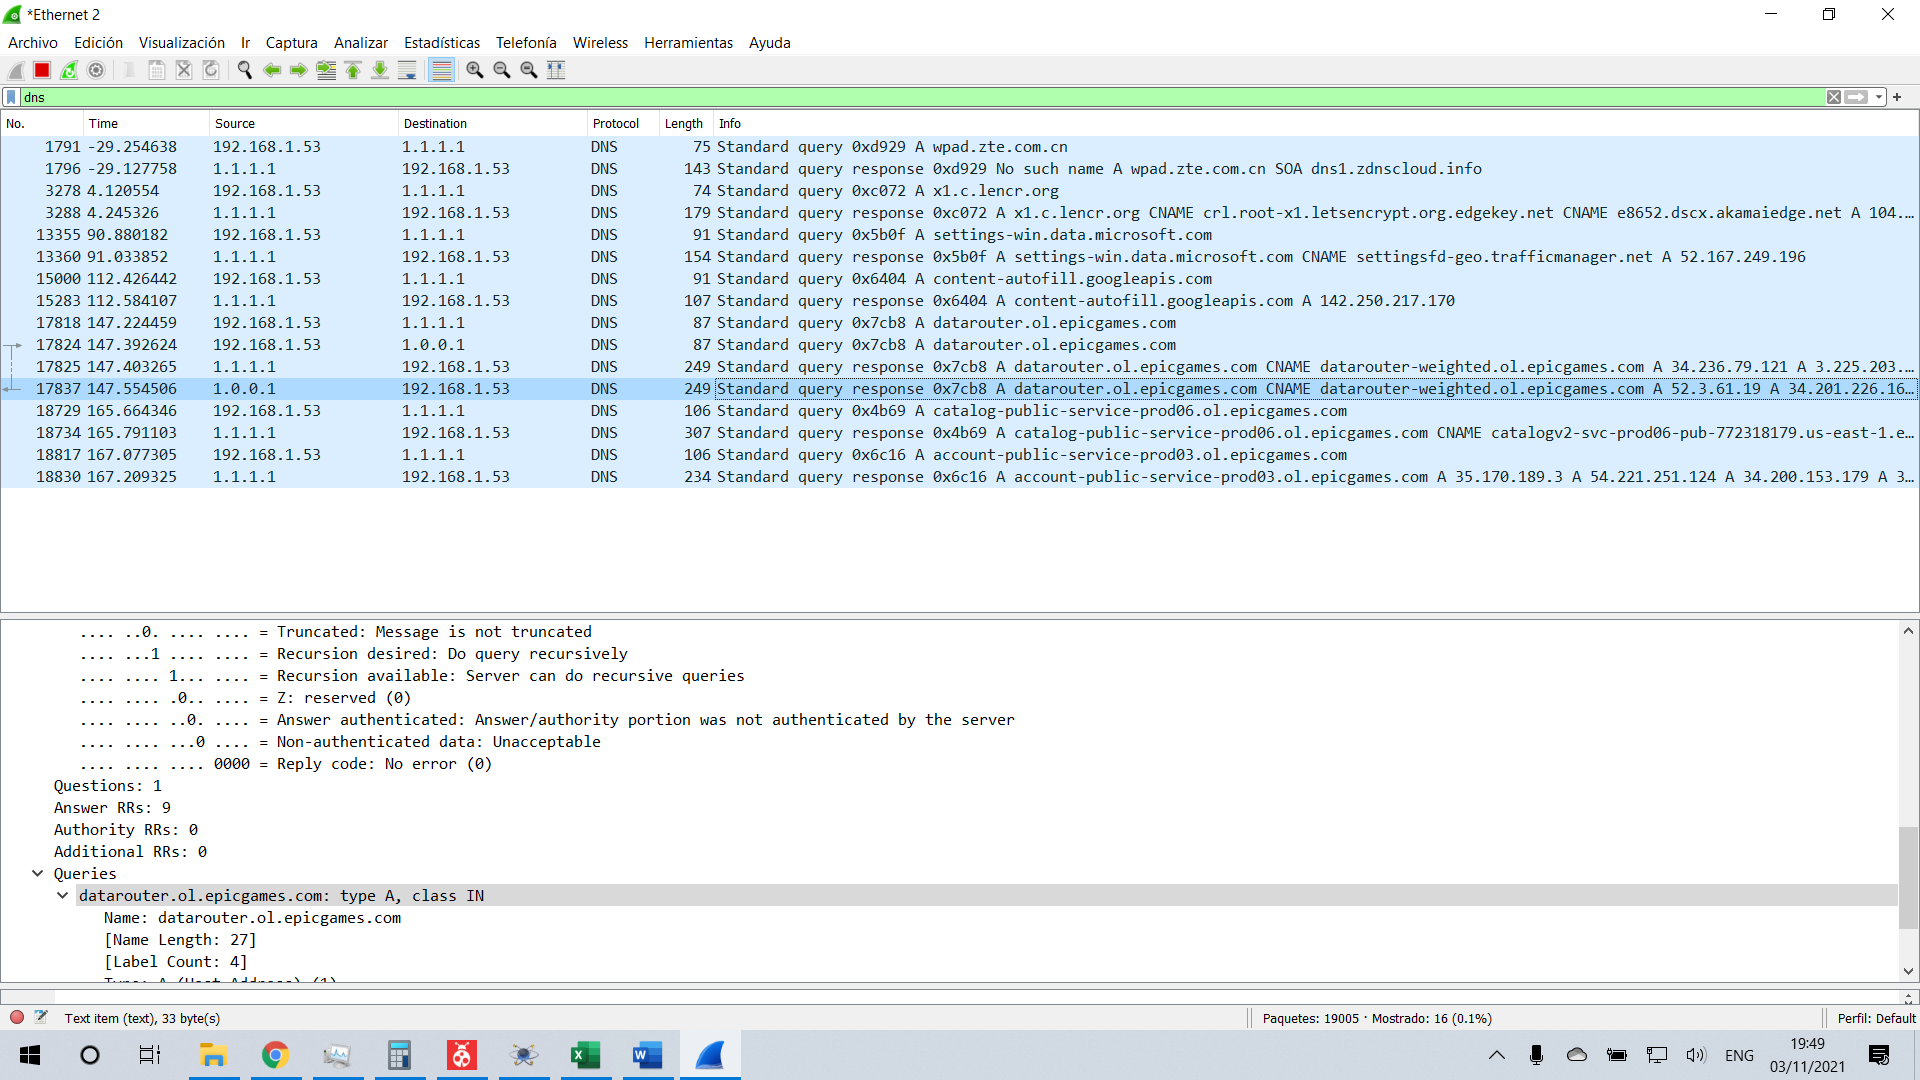 *Ethernet 2
Archivo Edición Visualización Ir Captura Analizar Estadísticas Telefonía Wireless Herramientas Ayuda
dns
No. Time Source Destination Protocol Length Info
1791 -29.254638 192.168.1.53 1.1.1.1 DNS 75 Standard query 0xd929 A wpad.zte.com.cn
1796 -29.127758 1.1.1.1 192.168.1.53 DNS 143 Standard query response 0xd929 No such name A wpad.zte.com.cn SOA dns1.zdnscloud.info
3278 4.120554 192.168.1.53 1.1.1.1 DNS 74 Standard query 0xc072 A x1.c.lencr.org
3288 4.245326 1.1.1.1 192.168.1.53 DNS 179 Standard query response 0xc072 A x1.c.lencr.org CNAME crl.root-x1.letsencrypt.org.edgekey.net CNAME e8652.dscx.akamaiedge.net A 104.…
13355 90.880182 192.168.1.53 1.1.1.1 DNS 91 Standard query 0x5b0f A settings-win.data.microsoft.com
13360 91.033852 1.1.1.1 192.168.1.53 DNS 154 Standard query response 0x5b0f A settings-win.data.microsoft.com CNAME settingsfd-geo.trafficmanager.net A 52.167.249.196
15000 112.426442 192.168.1.53 1.1.1.1 DNS 91 Standard query 0x6404 A content-autofill.googleapis.com
15283 112.584107 1.1.1.1 192.168.1.53 DNS 107 Standard query response 0x6404 A content-autofill.googleapis.com A 142.250.217.170
17818 147.224459 192.168.1.53 1.1.1.1 DNS 87 Standard query 0x7cb8 A datarouter.ol.epicgames.com
17824 147.392624 192.168.1.53 1.0.0.1 DNS 87 Standard query 0x7cb8 A datarouter.ol.epicgames.com
17825 147.403265 1.1.1.1 192.168.1.53 DNS 249 Standard query response 0x7cb8 A datarouter.ol.epicgames.com CNAME datarouter-weighted.ol.epicgames.com A 34.236.79.121 A 3.225.203.…
17837 147.554506 1.0.0.1 192.168.1.53 DNS 249 Standard query response 0x7cb8 A datarouter.ol.epicgames.com CNAME datarouter-weighted.ol.epicgames.com A 52.3.61.19 A 34.201.226.16…
18729 165.664346 192.168.1.53 1.1.1.1 DNS 106 Standard query 0x4b69 A catalog-public-service-prod06.ol.epicgames.com
18734 165.791103 1.1.1.1 192.168.1.53 DNS 307 Standard query response 0x4b69 A catalog-public-service-prod06.ol.epicgames.com CNAME catalogv2-svc-prod06-pub-772318179.us-east-1.e…
18817 167.077305 192.168.1.53 1.1.1.1 DNS 106 Standard query 0x6c16 A account-public-service-prod03.ol.epicgames.com
18830 167.209325 1.1.1.1 192.168.1.53 DNS 234 Standard query response 0x6c16 A account-public-service-prod03.ol.epicgames.com A 35.170.189.3 A 54.221.251.124 A 34.200.153.179 A 3…
.... ..0. .... .... = Truncated: Message is not truncated
.... ...1 .... .... = Recursion desired: Do query recursively
.... .... 1... .... = Recursion available: Server can do recursive queries
.... .... .0.. .... = Z: reserved (0)
.... .... ..0. .... = Answer authenticated: Answer/authority portion was not authenticated by the server
.... .... ...0 .... = Non-authenticated data: Unacceptable
.... .... .... 0000 = Reply code: No error (0)
Questions: 1
Answer RRs: 9
Authority RRs: 0
Additional RRs: 0
Queries
datarouter.ol.epicgames.com: type A, class IN
Name: datarouter.ol.epicgames.com
[Name Length: 27]
[Label Count: 4]
Type: A (Host Address) (1)
Text item (text), 33 byte(s)
Paquetes: 19005 · Mostrado: 16 (0.1%)
Perfil: Default
ENG
19:49
03/11/2021